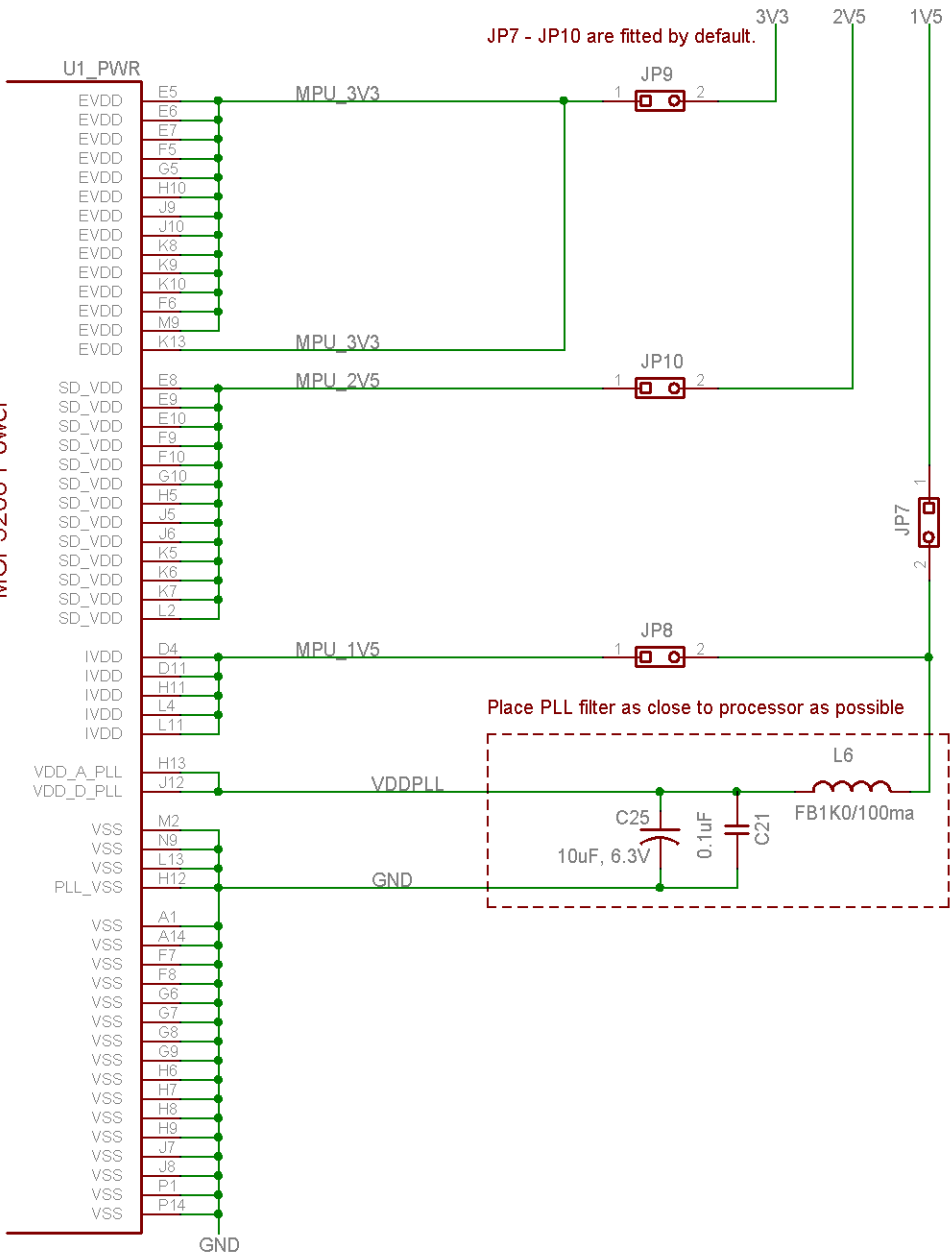 3V3 2V5 1V5
JP7 - JP10 are fitted by default.
U1_PWR
JP9
EVDD E5 MPU_3V3 1 2
EVDD E6
EVDD E7
EVDD F5
EVDD G5
EVDD H10
EVDD J9
EVDD J10
EVDD K8
EVDD K9
EVDD K10
EVDD F6
EVDD M9
EVDD K13 MPU_3V3
JP10
SD_VDD E8 MPU_2V5 1 2
SD_VDD E9
SD_VDD E10
SD_VDD F9
SD_VDD F10
SD_VDD G10
SD_VDD H5
SD_VDD J5
SD_VDD J6
SD_VDD K5
SD_VDD K6
SD_VDD K7
SD_VDD L2
1
JP7
2
JP8
IVDD D4 MPU_1V5 1 2
IVDD D11
IVDD H11
IVDD L4
IVDD L11
Place PLL filter as close to processor as possible
L6
VDD_A_PLL H13
VDD_D_PLL J12 VDDPLL
FB1K0/100ma
C25
10uF, 6.3V
0.1uF
C21
VSS M2
VSS N9
VSS L13
PLL_VSS H12 GND
VSS A1
VSS A14
VSS F7
VSS F8
VSS G6
VSS G7
VSS G8
VSS G9
VSS H6
VSS H7
VSS H8
VSS H9
VSS J7
VSS J8
VSS P1
VSS P14
GND